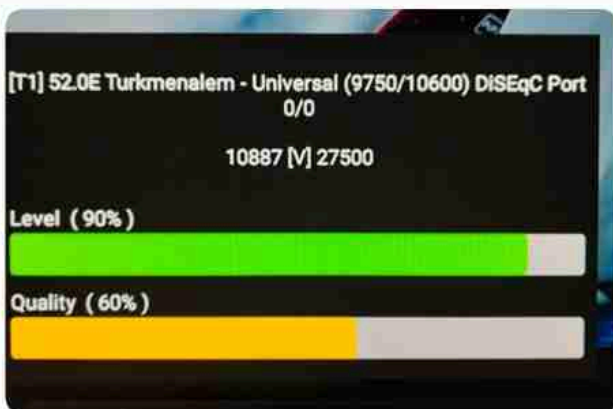 [T1] 52.0E Turkmenalem - Universal (9750/10600) DiSEqC Port
0/0
10887 [V] 27500
Level ( 90% )
Quality ( 60% )